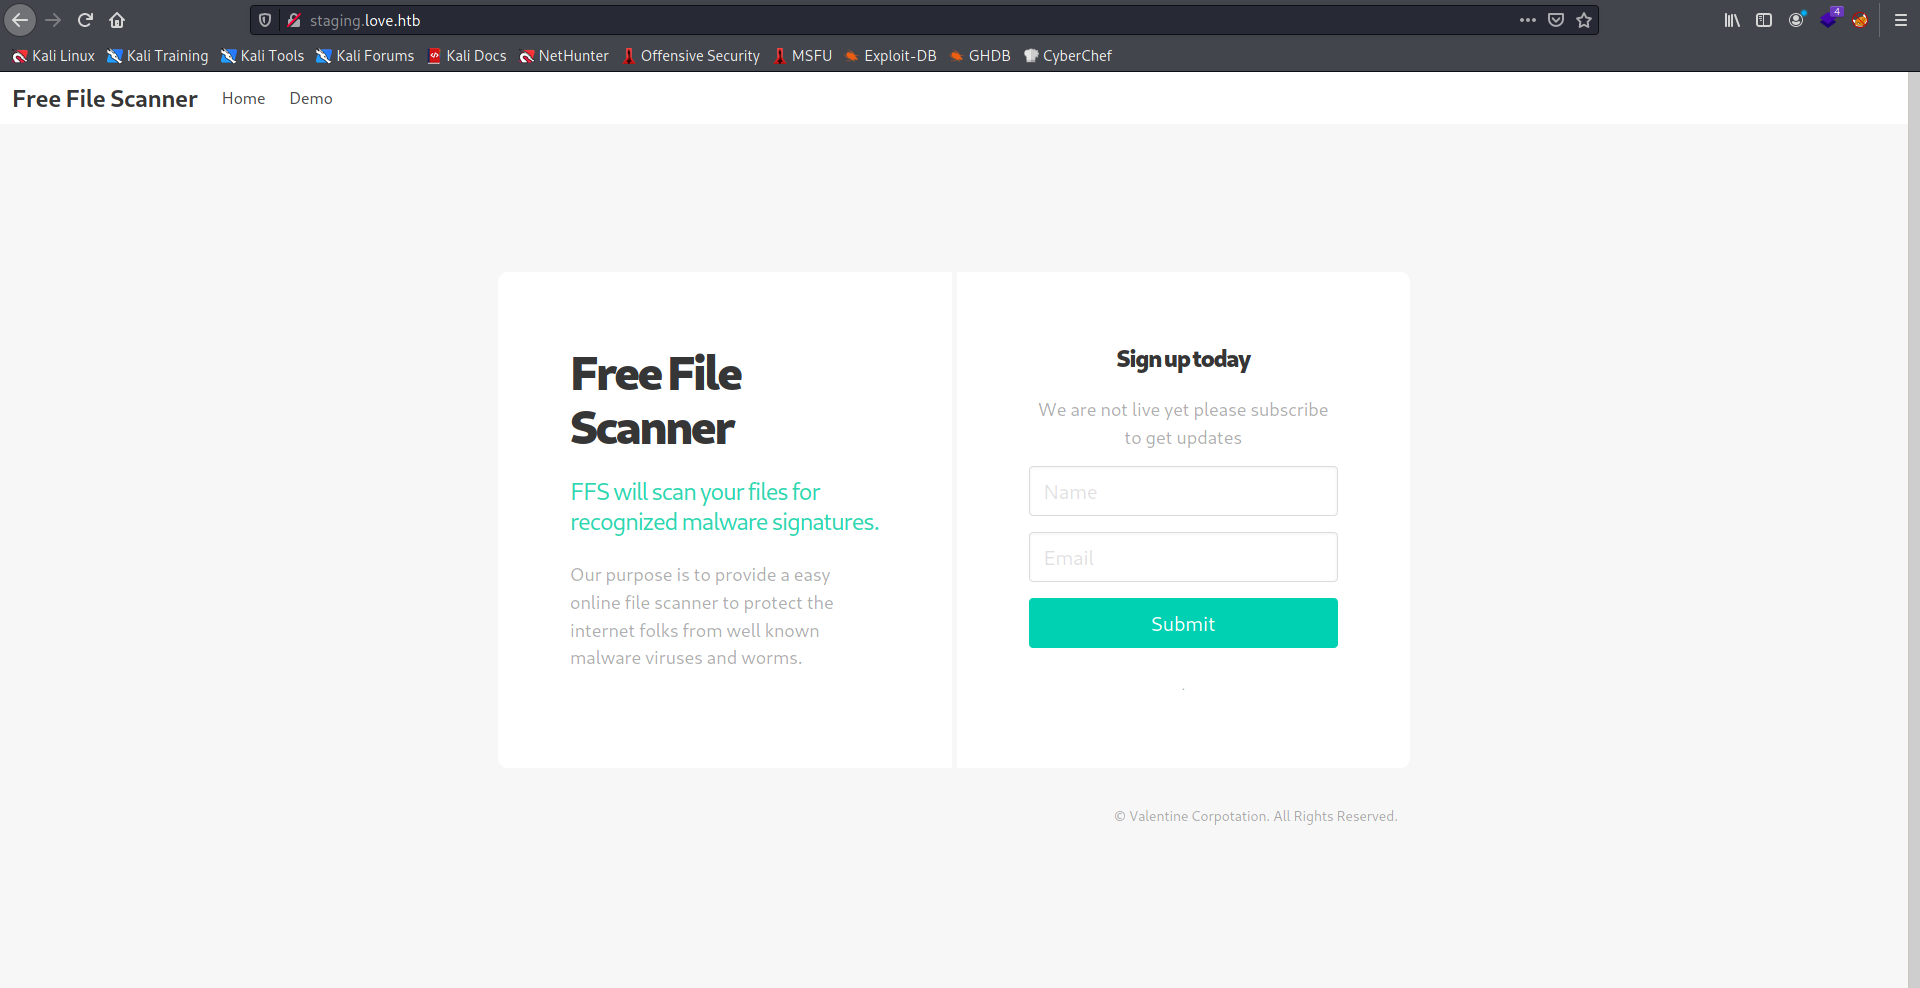 staging.love.htb
4
Kali Linux Kali Training Kali Tools Kali Forums Kali Docs NetHunter Offensive Security MSFU Exploit-DB GHDB CyberChef
Free File Scanner Home Demo
Free File
Scanner
FFS will scan your files for
recognized malware signatures.
Our purpose is to provide a easy
online file scanner to protect the
internet folks from well known
malware viruses and worms.
Sign up today
We are not live yet please subscribe
to get updates
Name
Email
Submit
.
© Valentine Corpotation. All Rights Reserved.